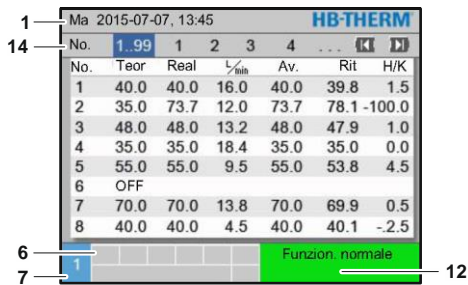 1 Ma 2015-07-07, 13:45 HB-THERM
14 No. 1..99 1 2 3 4 ...
No. Teor Real L/min Av. Rit H/K
1 40.0 40.0 16.0 40.0 39.8 1.5
2 35.0 73.7 12.0 73.7 78.1 -100.0
3 48.0 48.0 13.2 48.0 47.9 1.0
4 35.0 35.0 18.4 35.0 35.0 0.0
5 55.0 55.0 9.5 55.0 53.8 4.5
6 OFF
7 70.0 70.0 13.8 70.0 69.9 0.5
8 40.0 40.0 4.5 40.0 40.1 -.2.5
6 Funzion. normale
1 12
7